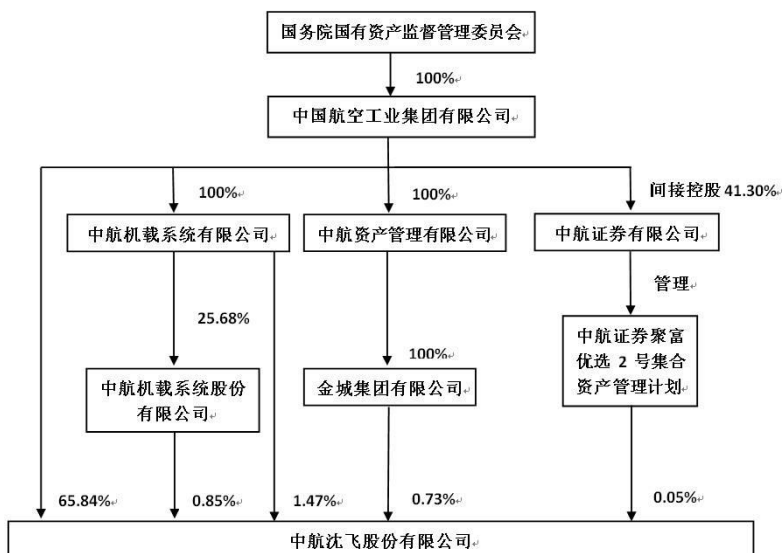 国务院国有资产监督管理委员会
100%
中国航空工业集团有限公司
100%
100%
间接控股 41.30%
中航机载系统有限公司
中航资产管理有限公司
中航证券有限公司
25.68%
100%
管理
中航机载系统股份
有限公司
金城集团有限公司
中航证券聚富
优选 2 号集合
资产管理计划
65.84%
0.85%
1.47%
0.73%
0.05%
中航沈飞股份有限公司